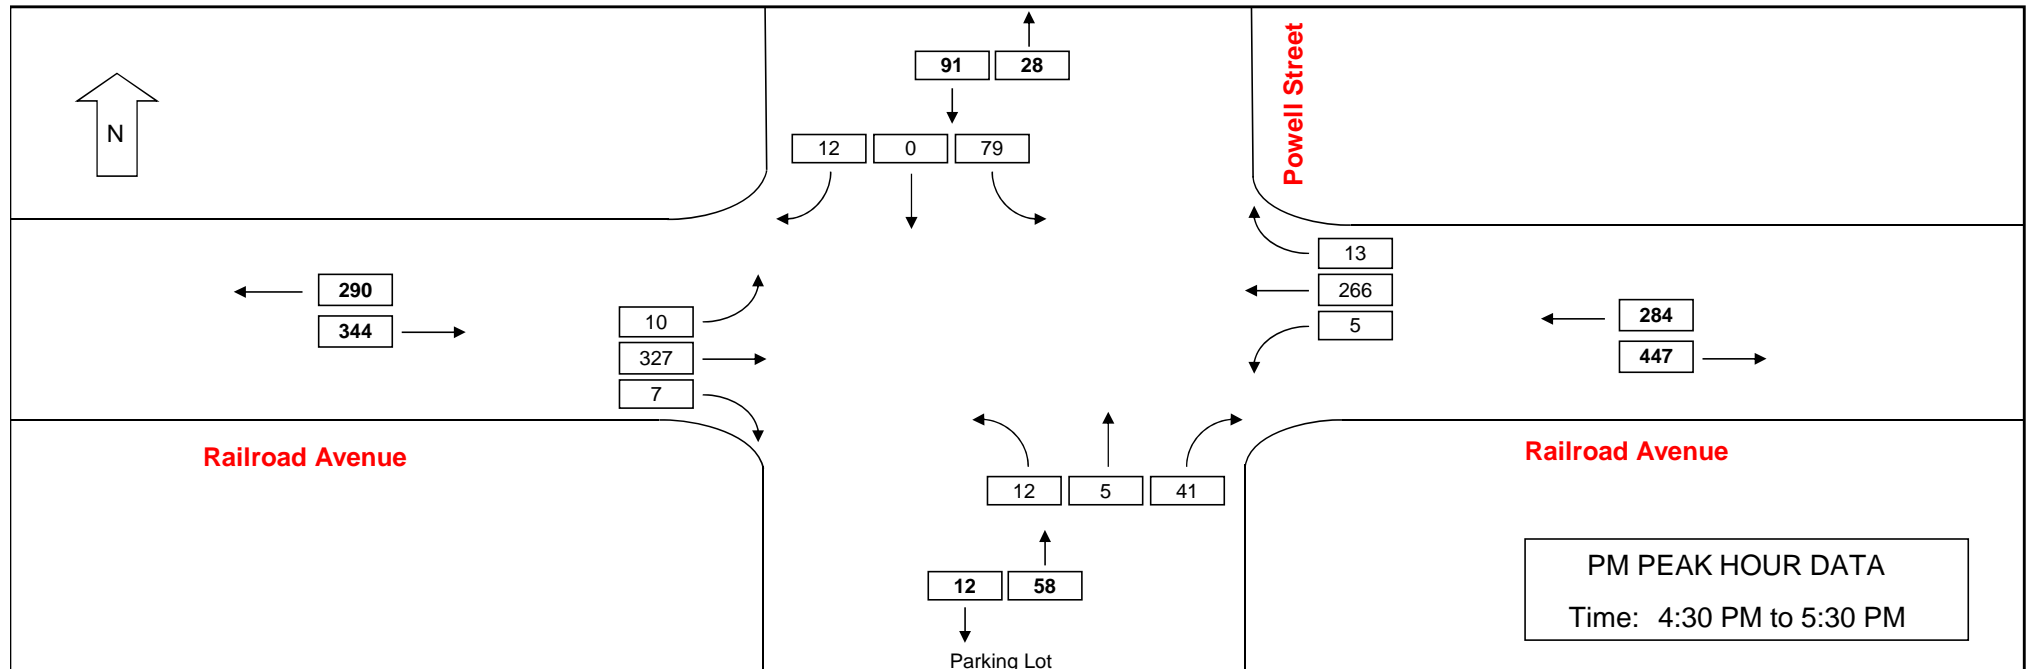 91 28
Powell Street
N
12 0 79
13
290
266
10
284
344
5
327
447
7
Railroad Avenue
Railroad Avenue
12 5 41
PM PEAK HOUR DATA
12 58
Time: 4:30 PM to 5:30 PM
Parking Lot